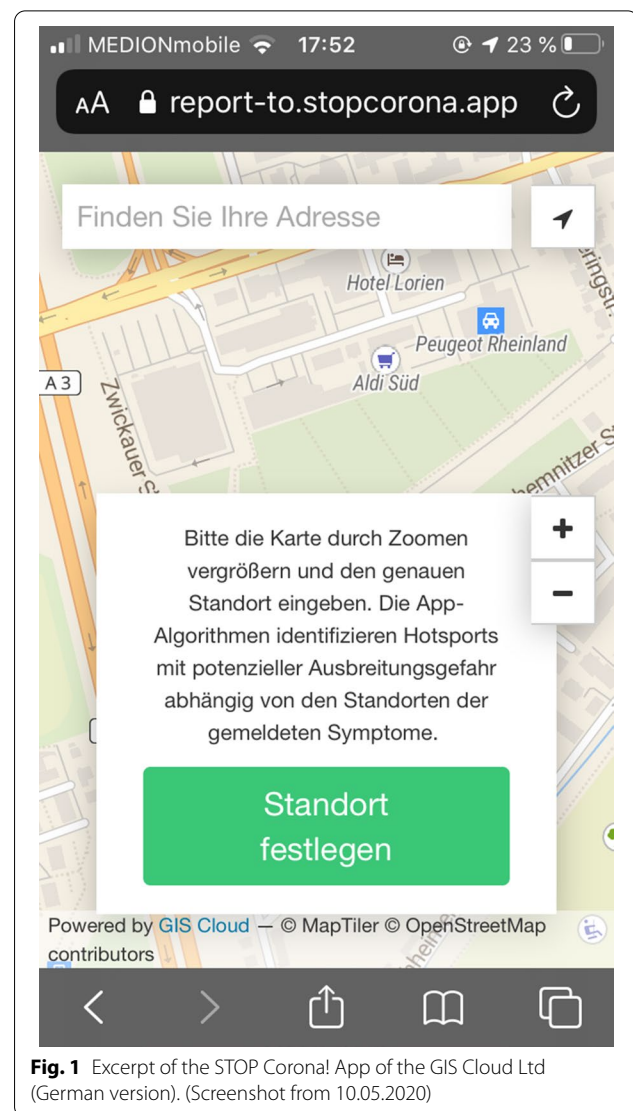 MEDIONmobile 17:52 23 %
AA report-to.stopcorona.app
Finden Sie Ihre Adresse
Hotel Lorien
Peugeot Rheinland
Aldi Süd
A 3
Zwickauer S
Bitte die Karte durch Zoomen
vergrößern und den genauen
Standort eingeben. Die App-
Algorithmen identifizieren Hotsports
mit potenzieller Ausbreitungsgefahr
abhängig von den Standorten der
gemeldeten Symptome.
+
−
Standort
festlegen
Powered by GIS Cloud — © MapTiler © OpenStreetMap
contributors
Fig. 1 Excerpt of the STOP Corona! App of the GIS Cloud Ltd
(German version). (Screenshot from 10.05.2020)